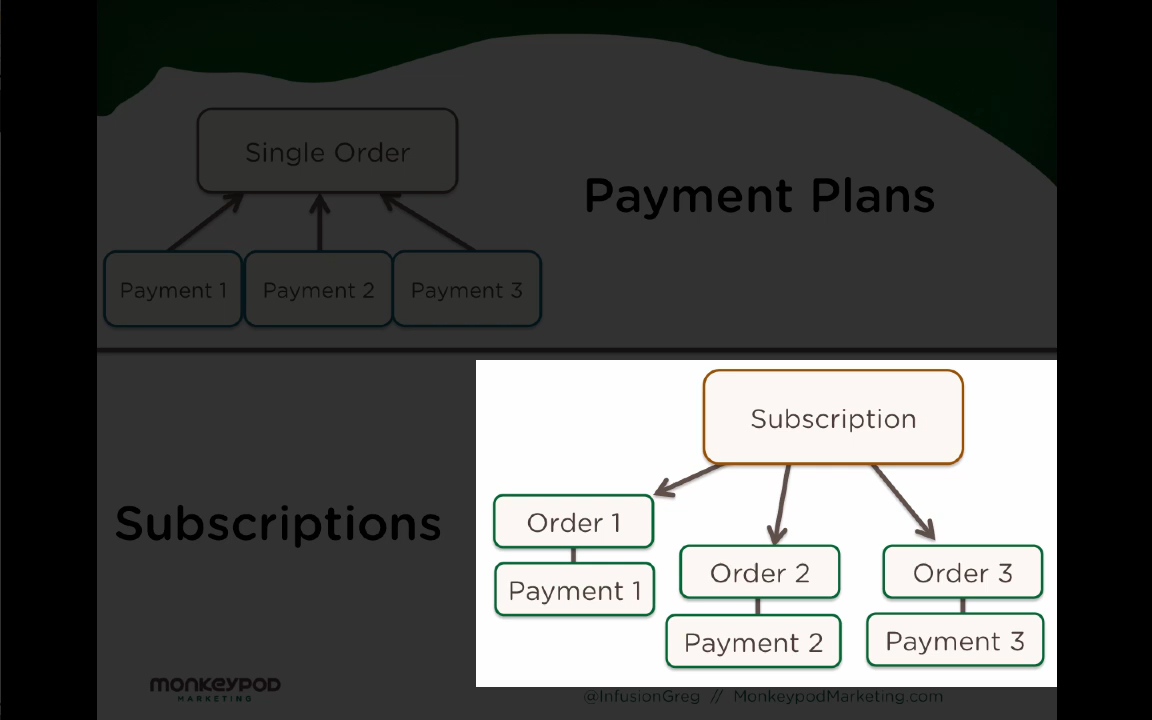 Single Order
Payment Plans
Payment 1
Payment 2
Payment 3
Subscription
Subscriptions
Order 1
Payment 1
Order 2
Payment 2
Order 3
Payment 3
monkeypod
MARKETING
@InfusionGreg // MonkeypodMarketing.com